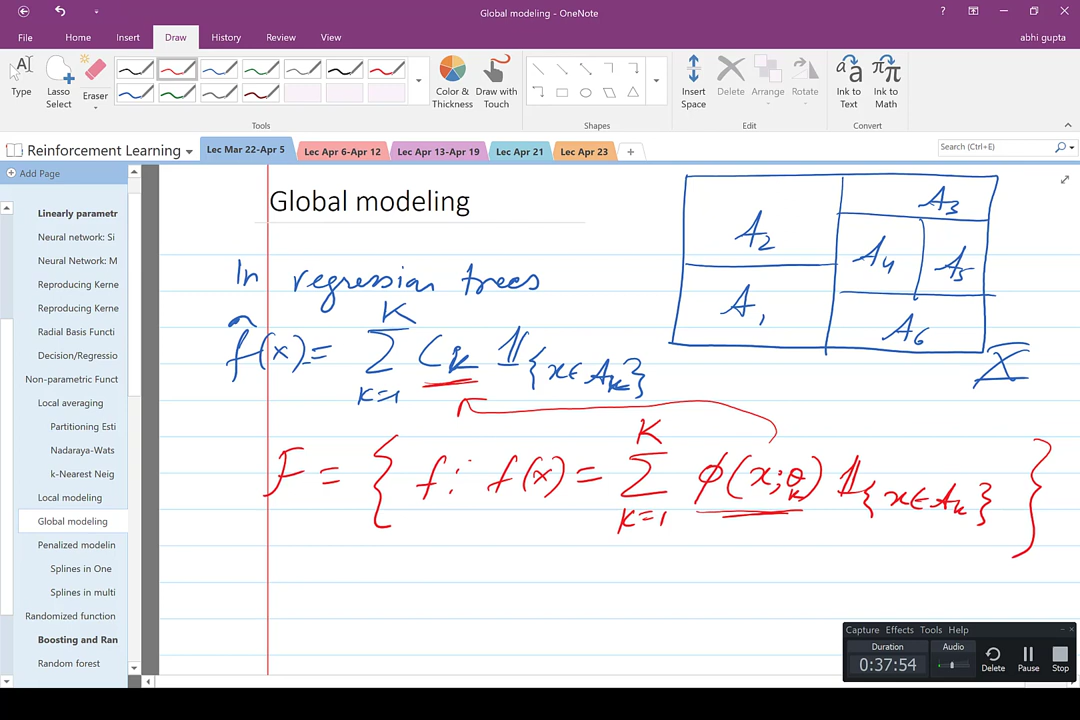 Global modeling - OneNote
?
File
Home
Insert
Draw
History
Review
View
abhi gupta
Type
Lasso Select
Eraser
Color & Thickness
Draw with Touch
Insert Space
Delete
Arrange
Rotate
Ink to Text
Ink to Math
Tools
Shapes
Edit
Convert
Reinforcement Learning
Lec Mar 22-Apr 5
Lec Apr 6-Apr 12
Lec Apr 13-Apr 19
Lec Apr 21
Lec Apr 23
Search (Ctrl+E)
Add Page
Linearly parametr
Neural network: Si
Neural Network: M
Reproducing Kerne
Reproducing Kerne
Radial Basis Functi
Decision/Regressio
Non-parametric Funct
Local averaging
Partitioning Esti
Nadaraya-Wats
k-Nearest Neig
Local modeling
Global modeling
Penalized modelin
Splines in One
Splines in multi
Randomized function
Boosting and Ran
Random forest
Global modeling
In regression trees
f̂(x) = ∑_{k=1}^{K} C_k 𝟙_{x∈A_k}
F = { f : f(x) = ∑_{k=1}^{K} φ(x;θ_k) 𝟙_{x∈A_k} }
A₂
A₁
A₃
A₄
A₅
A₆
X
Capture Effects Tools Help
Duration
0:37:54
Audio
Delete
Pause
Stop